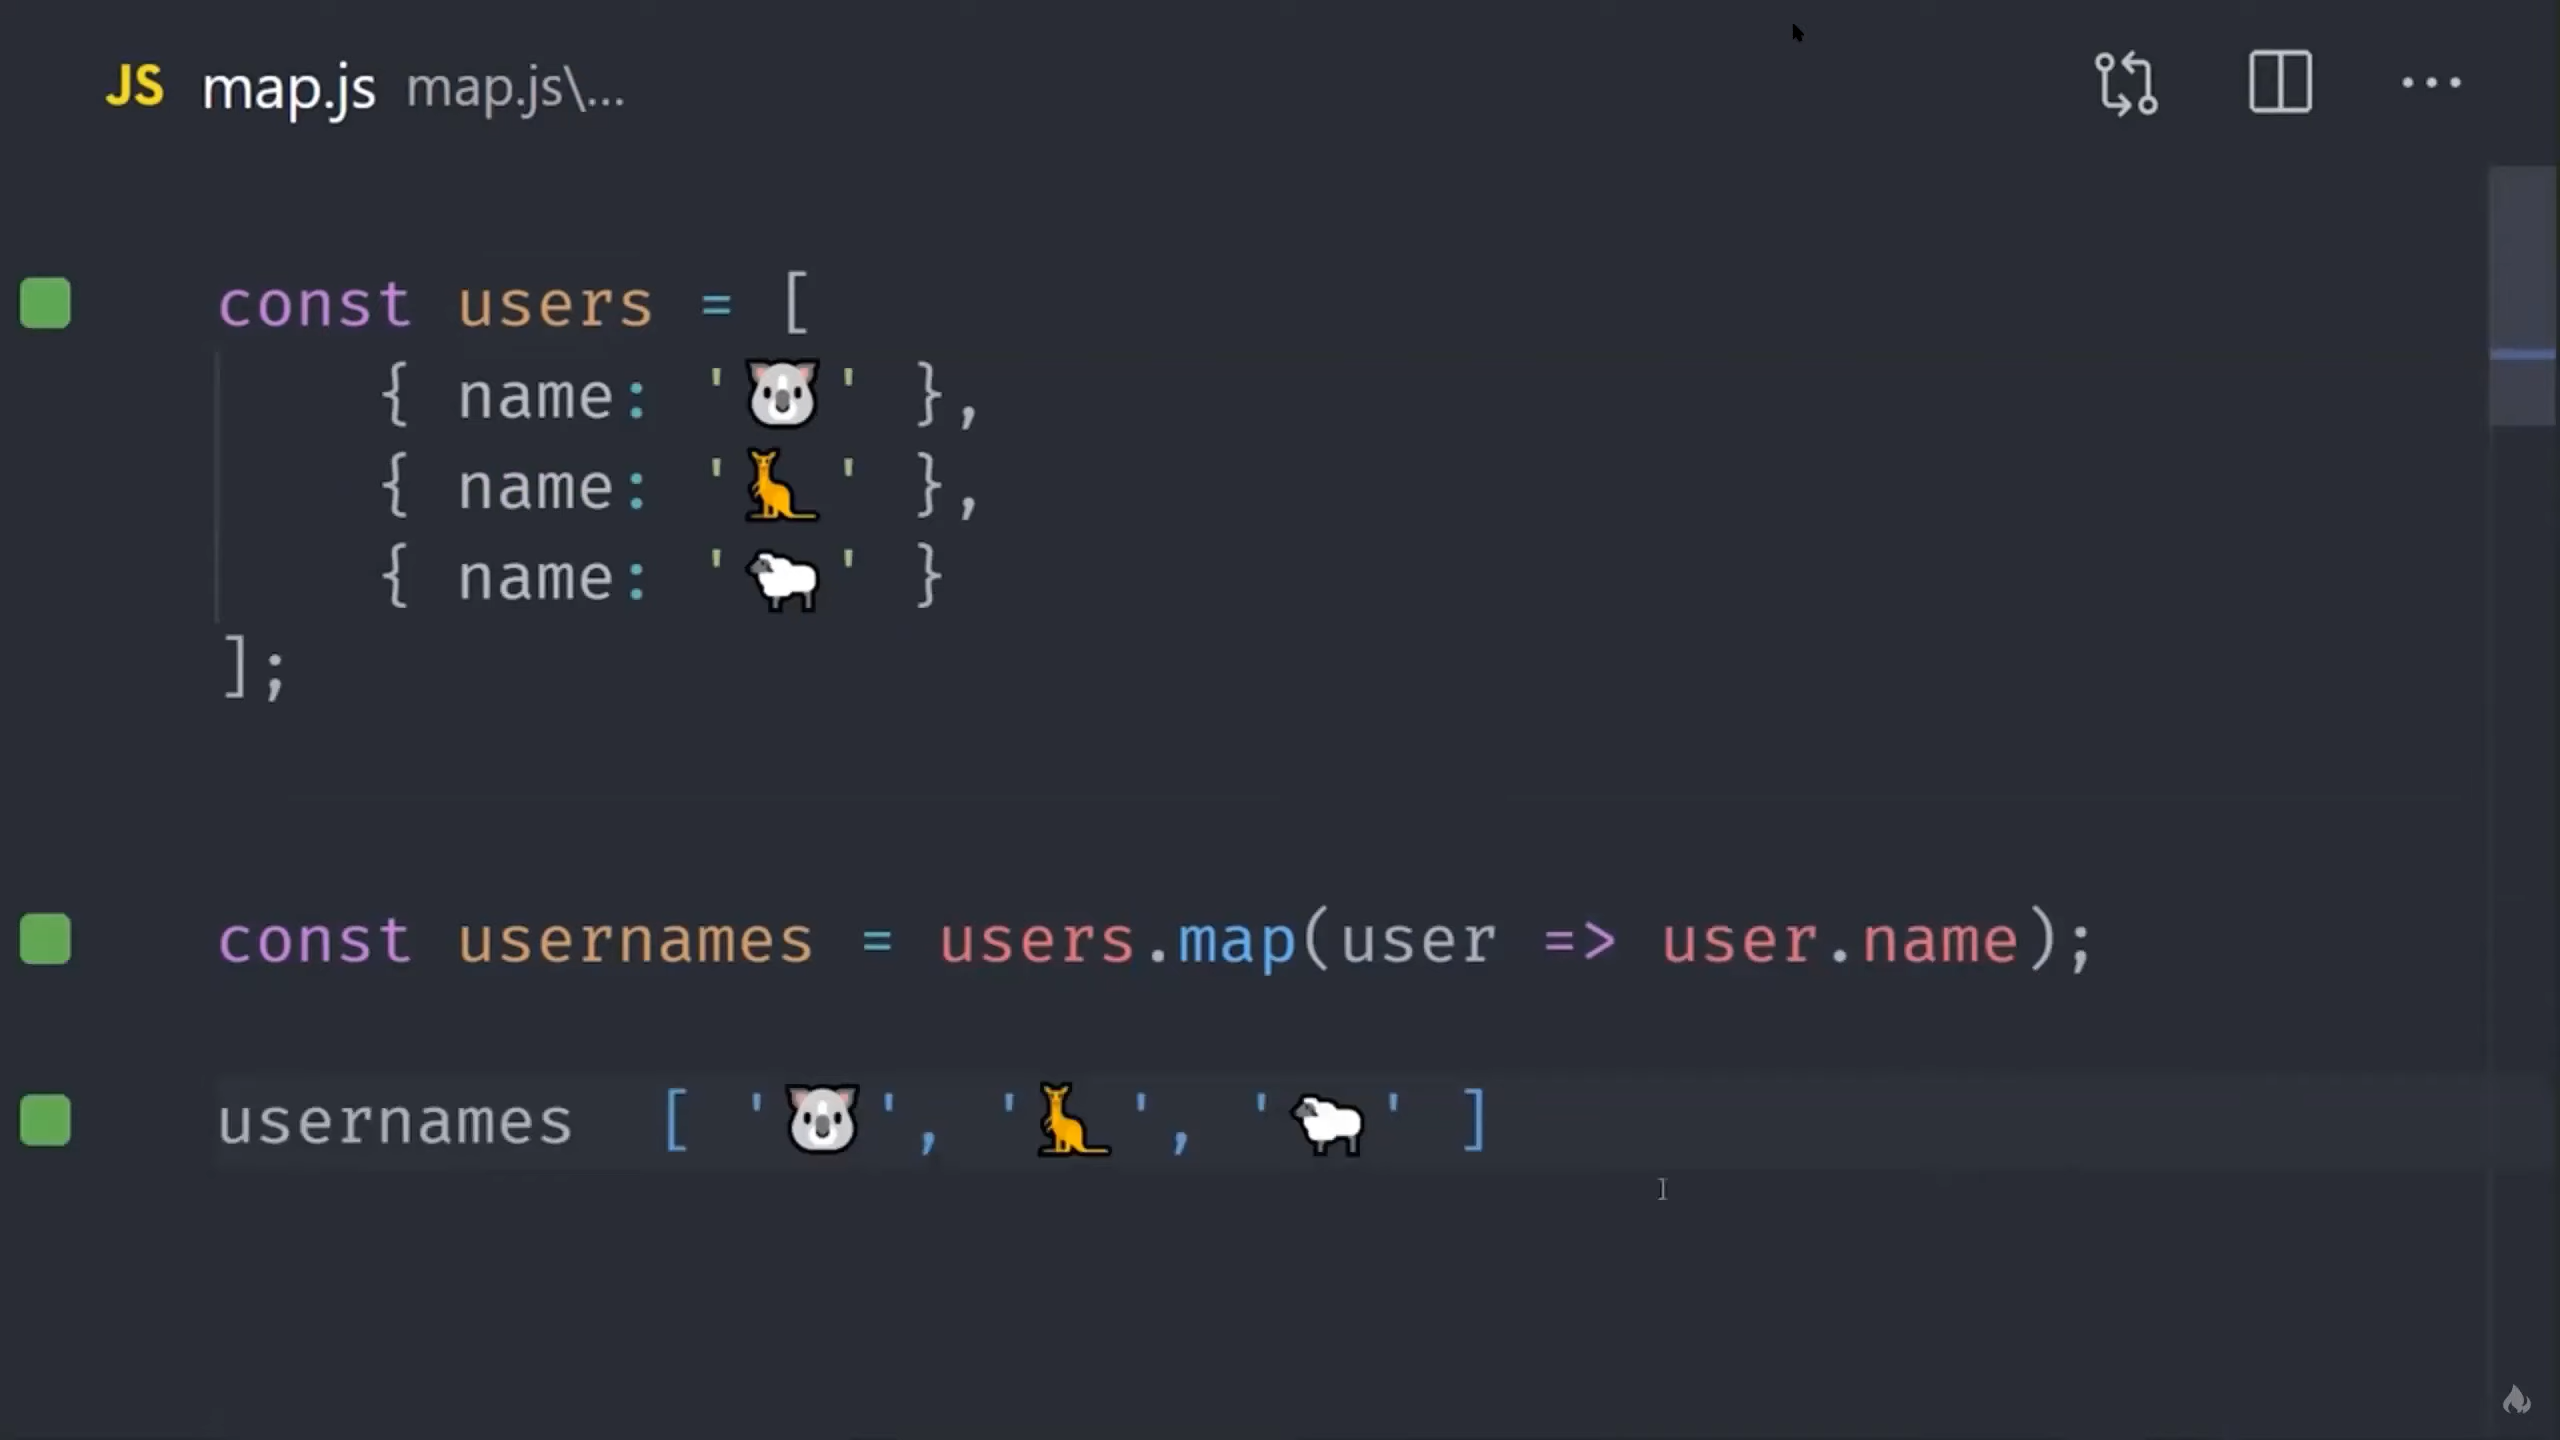 JS map.js map.js\...
const users = [
{ name: '🐨' },
{ name: '🦘' },
{ name: '🐑' }
];
const usernames = users.map(user => user.name);
usernames [ '🐨', '🦘', '🐑' ]